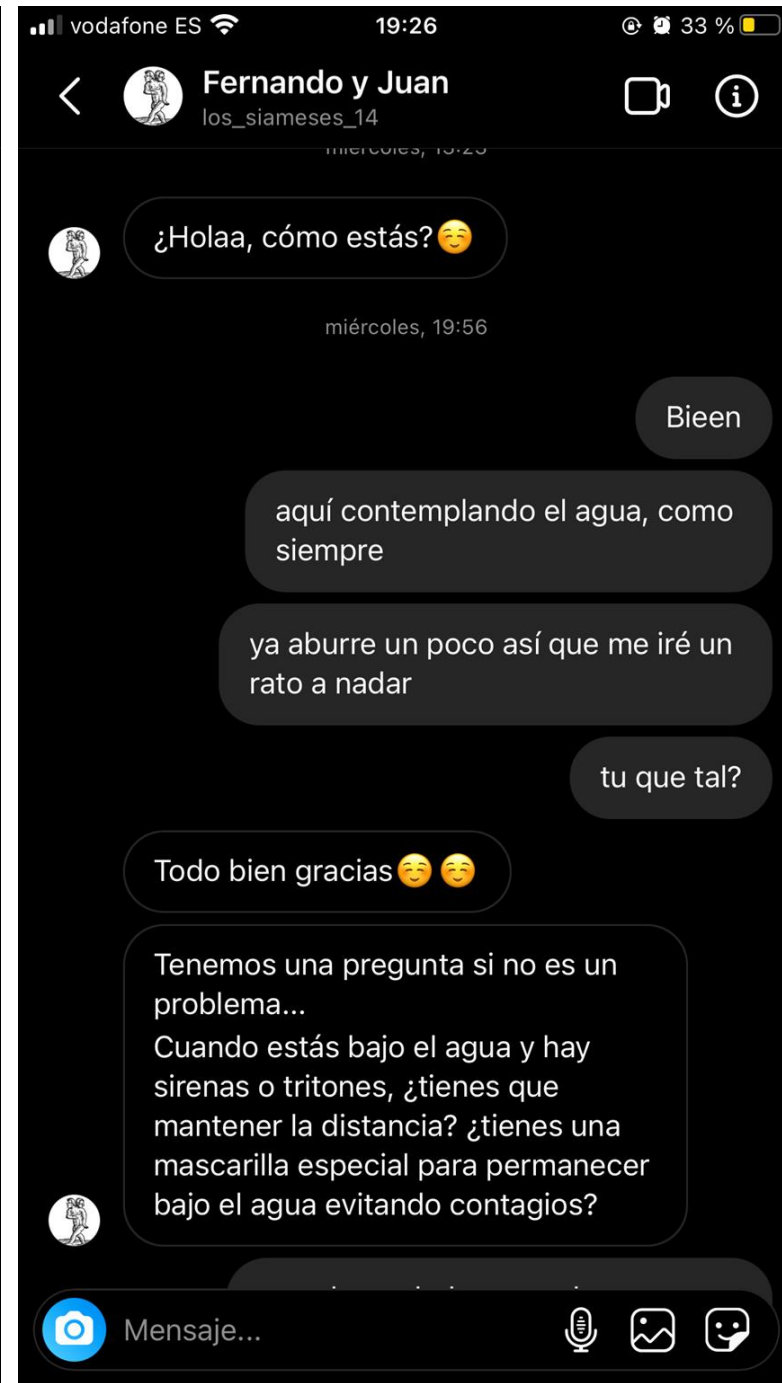 vodafone ES
19:26
33 %
Fernando y Juan
los_siameses_14
¿Holaa, cómo estás?☺️
miércoles, 19:56
Bieen
aquí contemplando el agua, como
siempre
ya aburre un poco así que me iré un
rato a nadar
tu que tal?
Todo bien gracias☺️☺️
Tenemos una pregunta si no es un
problema...
Cuando estás bajo el agua y hay
sirenas o tritones, ¿tienes que
mantener la distancia? ¿tienes una
mascarilla especial para permanecer
bajo el agua evitando contagios?
Mensaje...